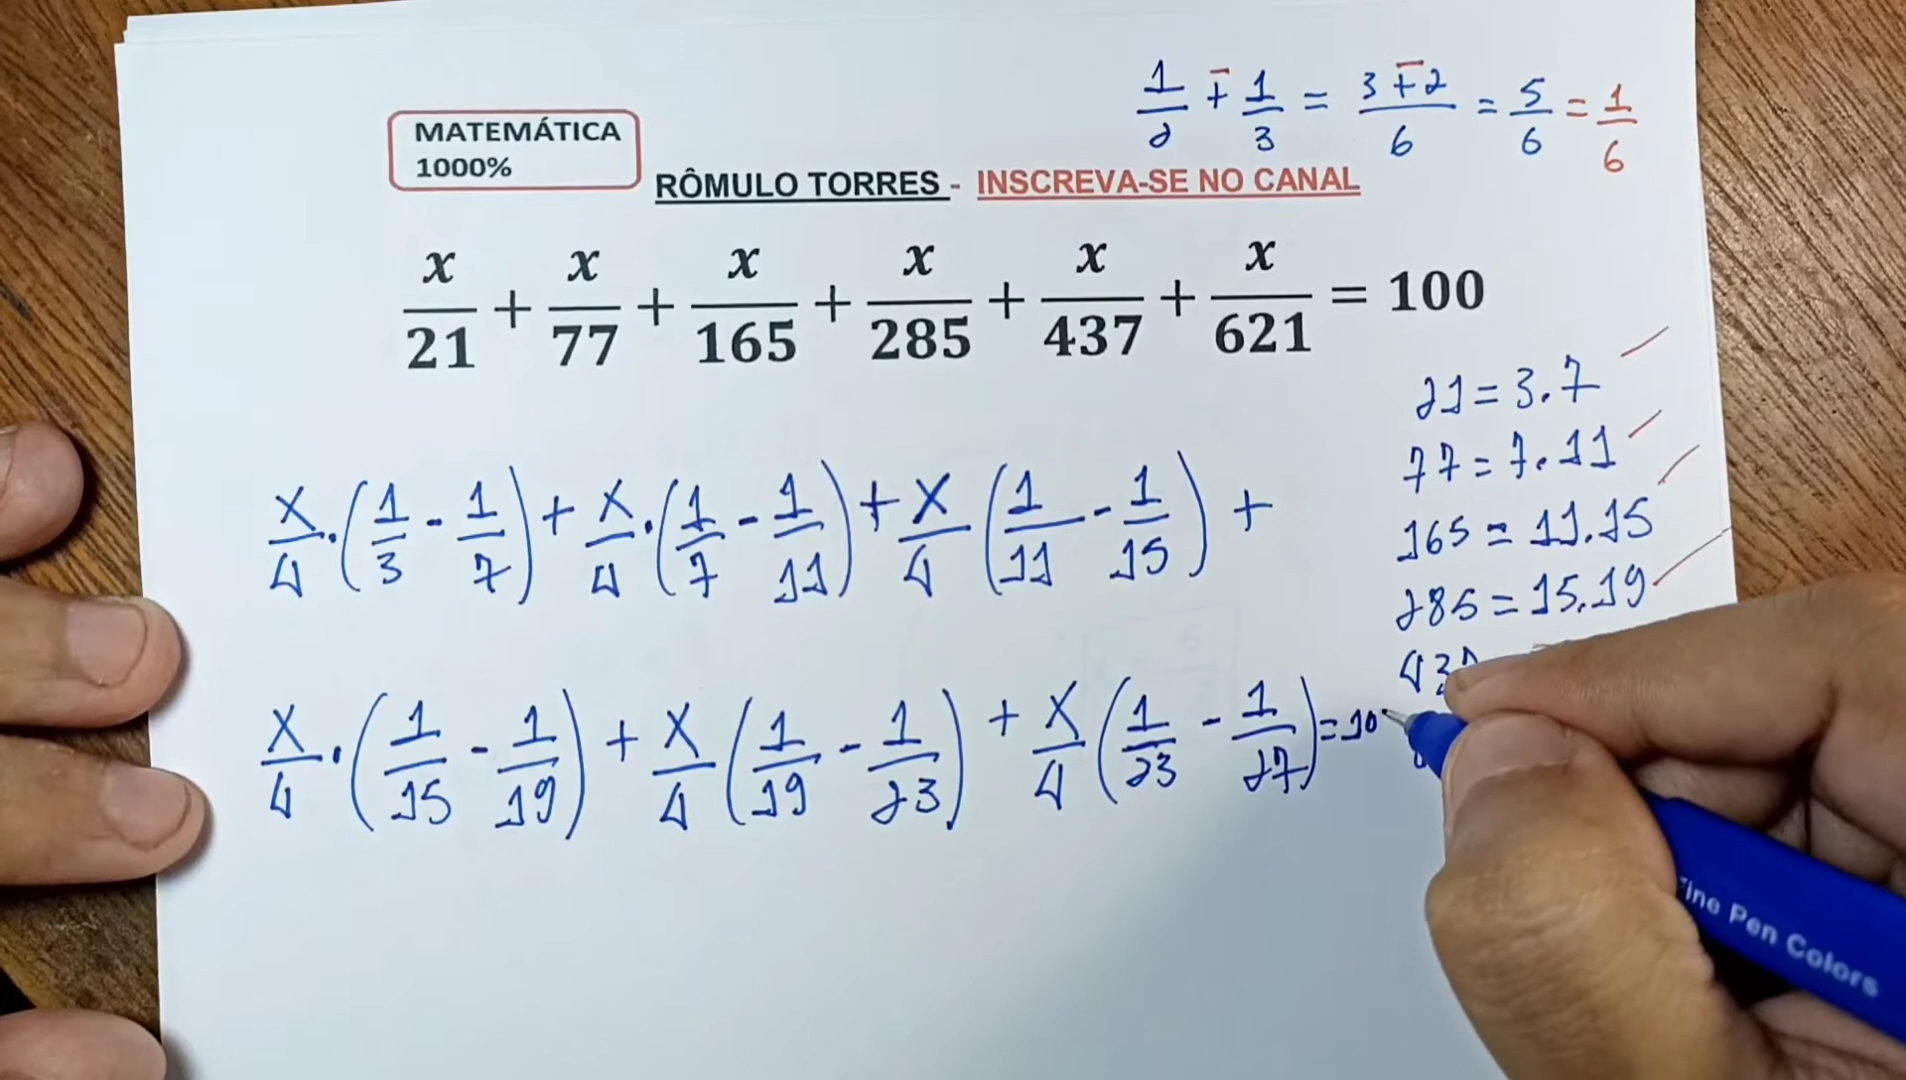 1/2 ∓ 1/3 = 3∓2/6 = 5/6 = 1/6
MATEMÁTICA
1000%
RÔMULO TORRES - INSCREVA-SE NO CANAL
x/21 + x/77 + x/165 + x/285 + x/437 + x/621 = 100
21 = 3.7
77 = 7.11
165 = 11.15
285 = 15.19
x/4 . (1/3 - 1/7) + x/4 . (1/7 - 1/11) + x/4 (1/11 - 1/15) +
x/4 . (1/15 - 1/19) + x/4 (1/19 - 1/23) + x/4 (1/23 - 1/27) = 10
Fine Pen Colors